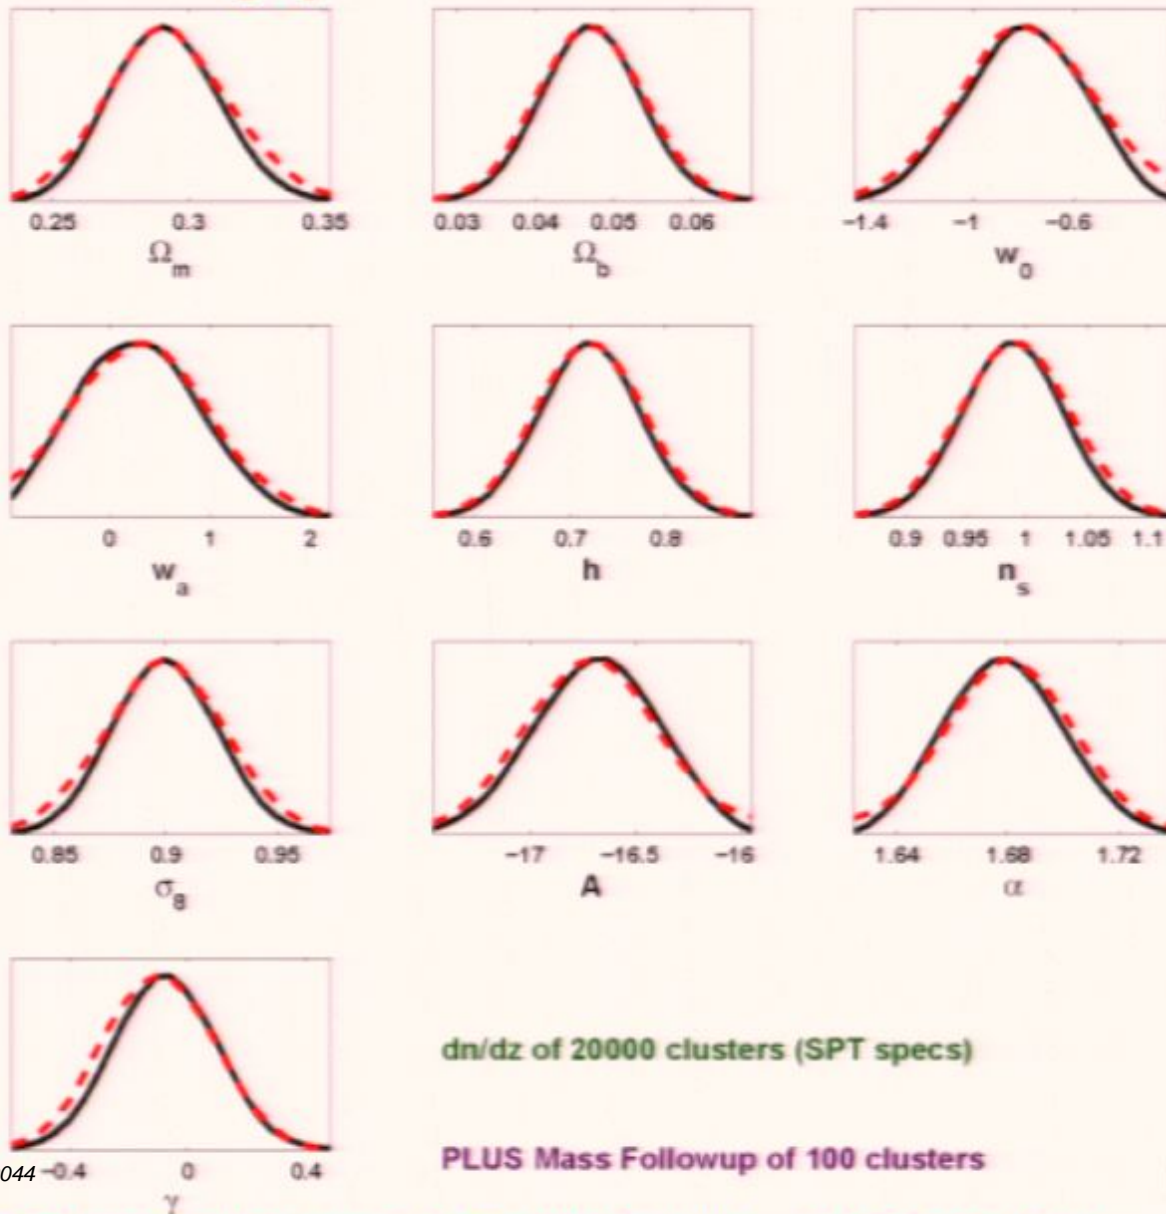 0.25 0.3 0.35
Ωm
0.03 0.04 0.05 0.06
Ωb
−1.4 −1 −0.6
w0
0 1 2
wa
0.6 0.7 0.8
h
0.9 0.95 1 1.05 1.1
ns
0.85 0.9 0.95
σ8
−17 −16.5 −16
A
1.64 1.68 1.72
α
044 −0.4 0 0.4
γ
dn/dz of 20000 clusters (SPT specs)
PLUS Mass Followup of 100 clusters